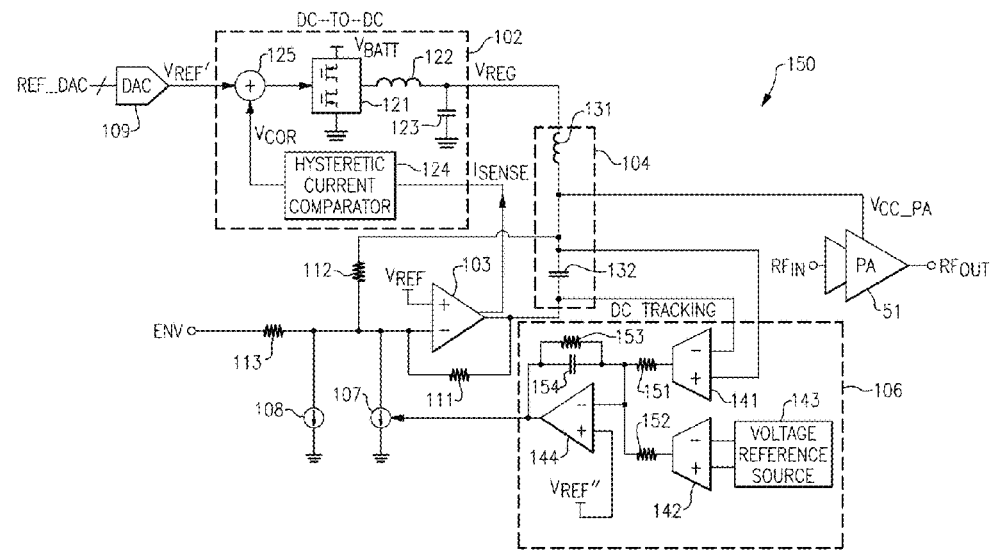 DC-TO-DC
102
125
VBATT
122
150
REF_DAC
DAC
VREF'
+
VREG
121
123
131
109
VCOR
104
HYSTERETIC
CURRENT
COMPARATOR
124
ISENSE
VCC_PA
112
VREF
103
132
RFIN
PA
RFOUT
51
+
-
DC TRACKING
ENV
113
153
-
+
111
154
151
141
106
108
107
-
+
152
143
144
-
+
VOLTAGE
REFERENCE
SOURCE
VREF"
142